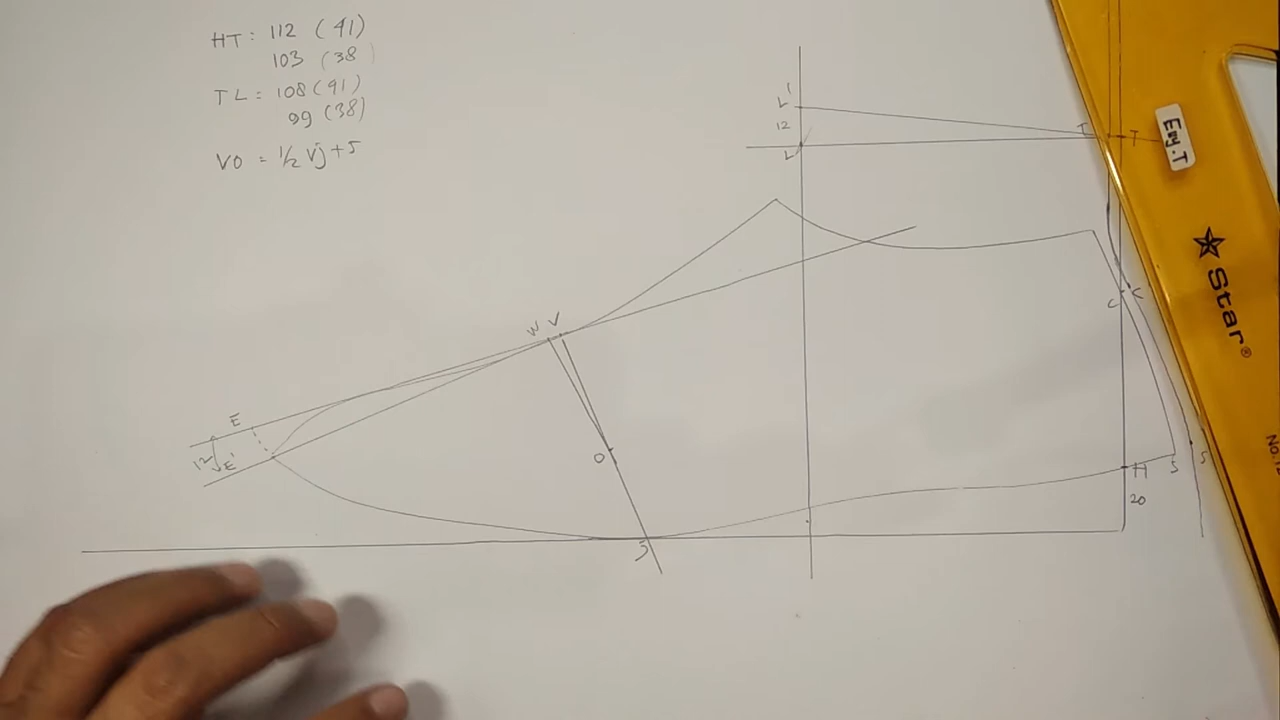 HT: 112 (41)
103 (38
TL = 108 (41)
99 (38)
VO = 1/2 Vj + 5
L'
12
L
T
T
Eng.T
Star®
C
K
W V
E
12
E'
O
J
H
S
S
20
No.